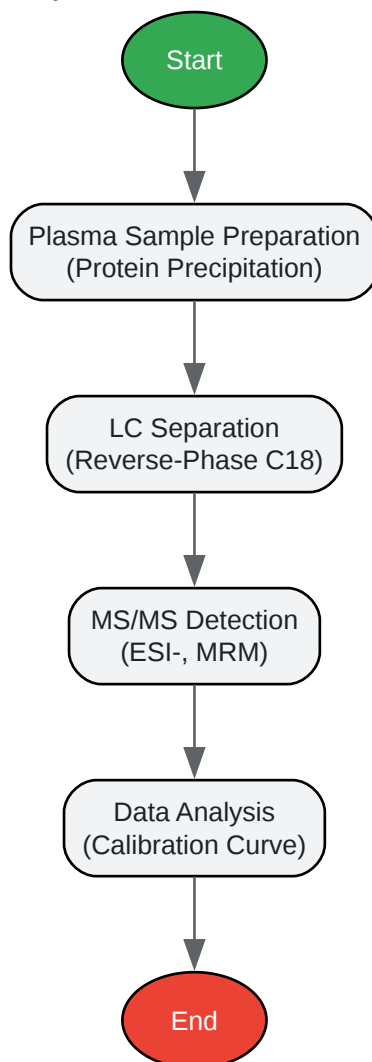 Start
Plasma Sample Preparation
(Protein Precipitation)
LC Separation
(Reverse-Phase C18)
MS/MS Detection
(ESI-, MRM)
Data Analysis
(Calibration Curve)
End